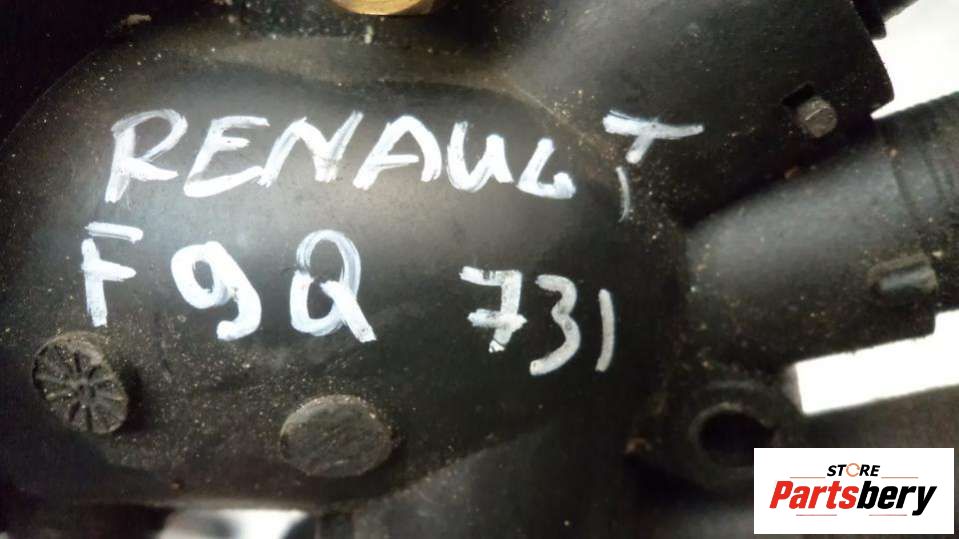 RENAULT
F9Q 731
STORE
Partsbery